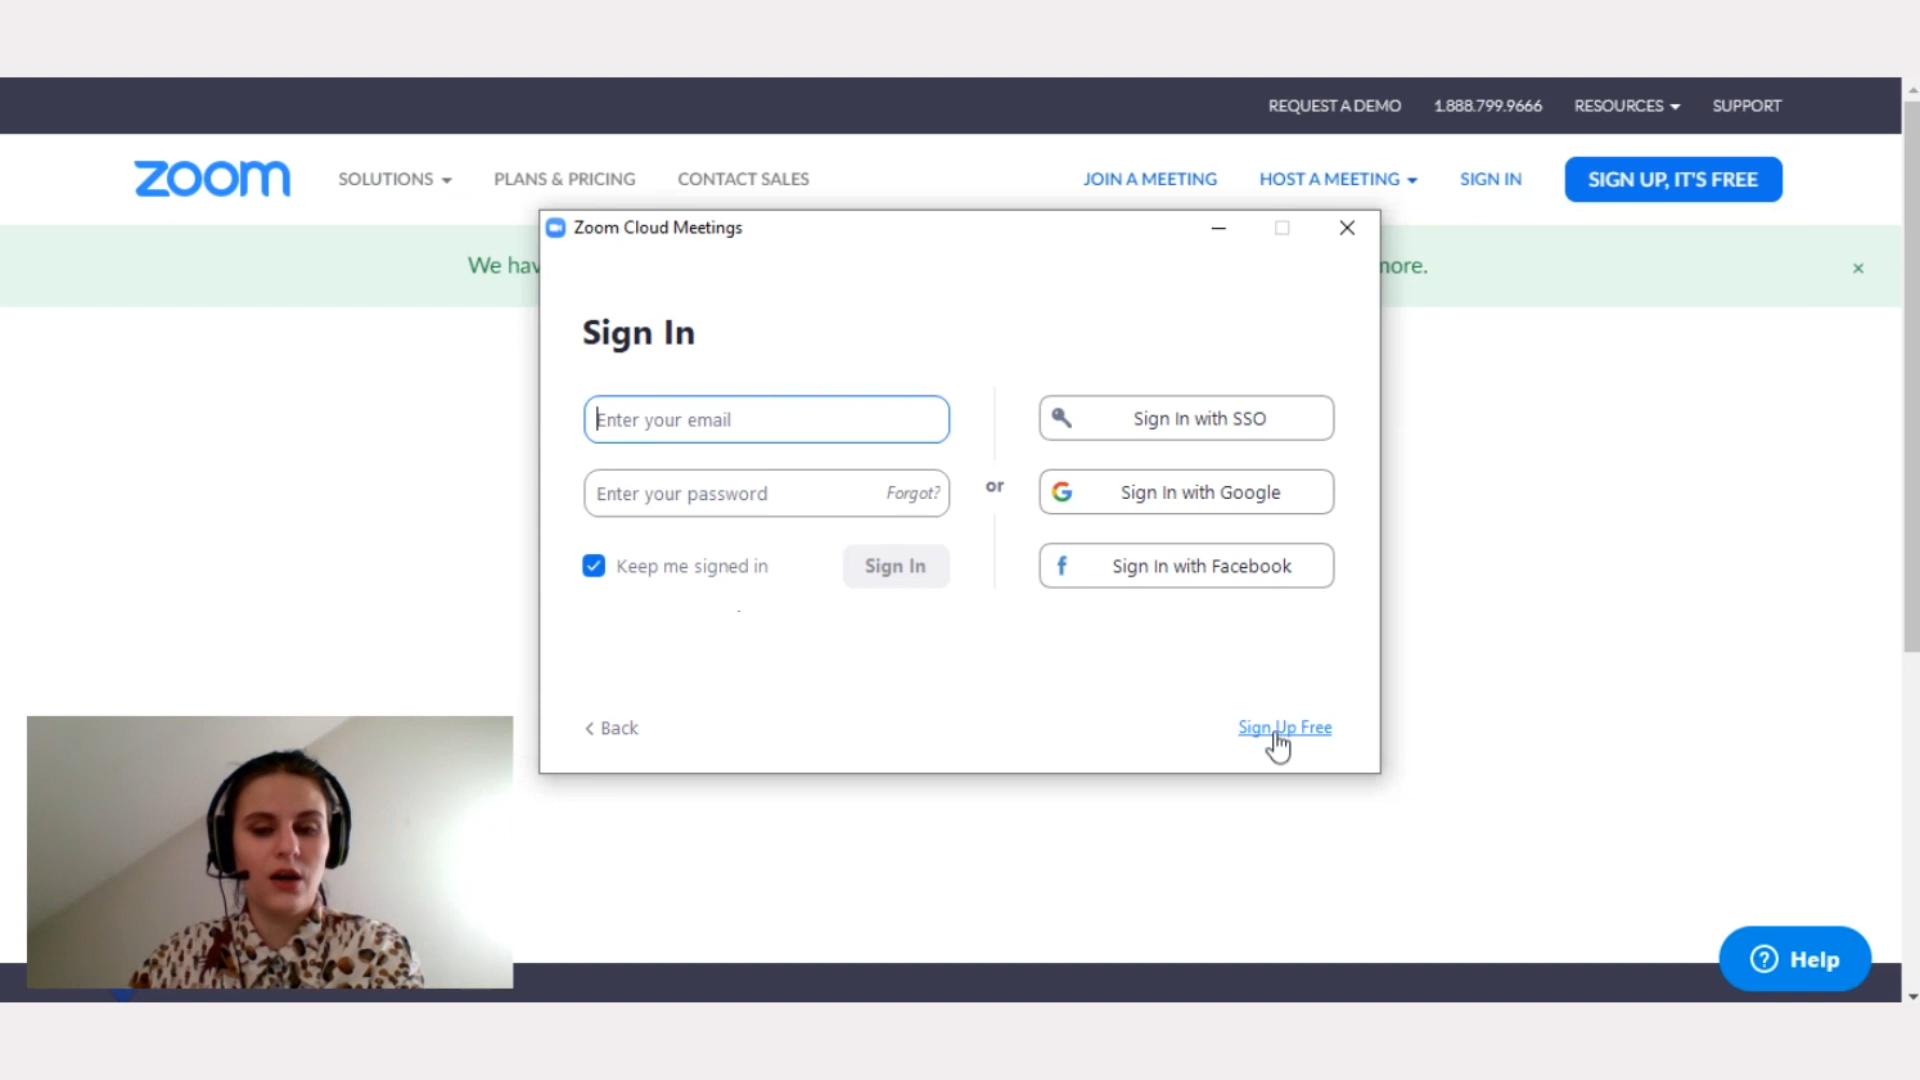 REQUEST A DEMO 1.888.799.9666 RESOURCES SUPPORT
zoom SOLUTIONS PLANS & PRICING CONTACT SALES JOIN A MEETING HOST A MEETING SIGN IN SIGN UP, IT'S FREE
Zoom Cloud Meetings
We hav more.
Sign In
Enter your email
Enter your password Forgot?
Keep me signed in Sign In
or
Sign In with SSO
Sign In with Google
Sign In with Facebook
Back
Sign Up Free
Help